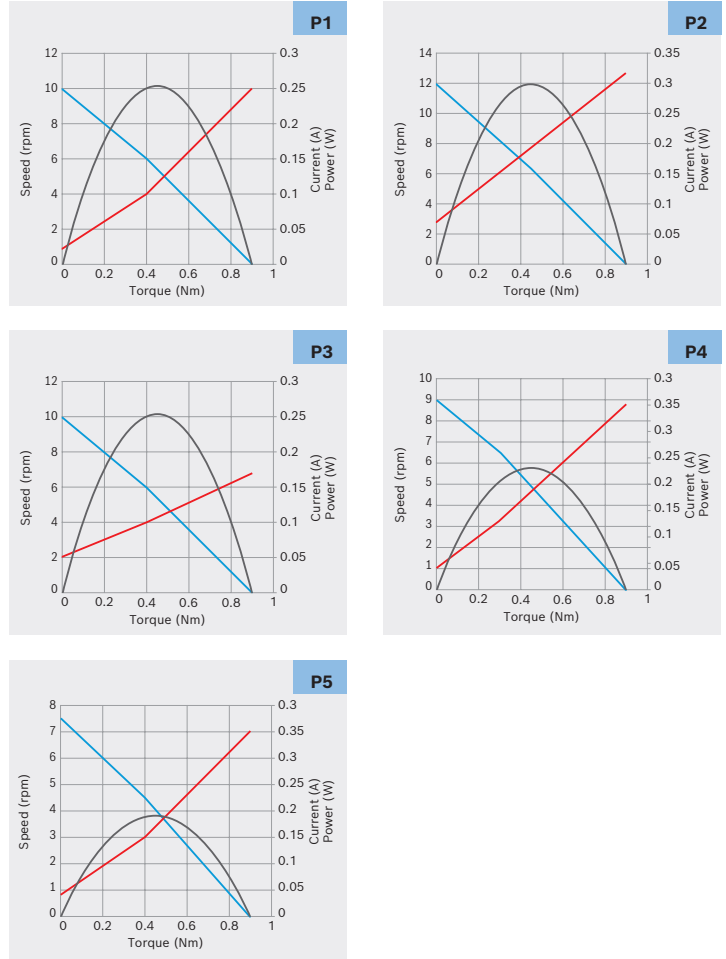 P1
12
10
8
6
4
2
0
0.3
0.25
0.2
0.15
0.1
0.05
0
0 0.2 0.4 0.6 0.8 1
Speed (rpm)
Current (A)
Power (W)
Torque (Nm)
P2
14
12
10
8
6
4
2
0
0.35
0.3
0.25
0.2
0.15
0.1
0.05
0
0 0.2 0.4 0.6 0.8 1
Speed (rpm)
Current (A)
Power (W)
Torque (Nm)
P3
12
10
8
6
4
2
0
0.3
0.25
0.2
0.15
0.1
0.05
0
0 0.2 0.4 0.6 0.8 1
Speed (rpm)
Current (A)
Power (W)
Torque (Nm)
P4
10
9
8
7
6
5
4
3
2
1
0
0.3
0.35
0.3
0.25
0.2
0.15
0.1
0.05
0
0 0.2 0.4 0.6 0.8 1
Speed (rpm)
Current (A)
Power (W)
Torque (Nm)
P5
8
7
6
5
4
3
2
1
0
0.3
0.35
0.3
0.25
0.2
0.15
0.1
0.05
0
0 0.2 0.4 0.6 0.8 1
Speed (rpm)
Current (A)
Power (W)
Torque (Nm)